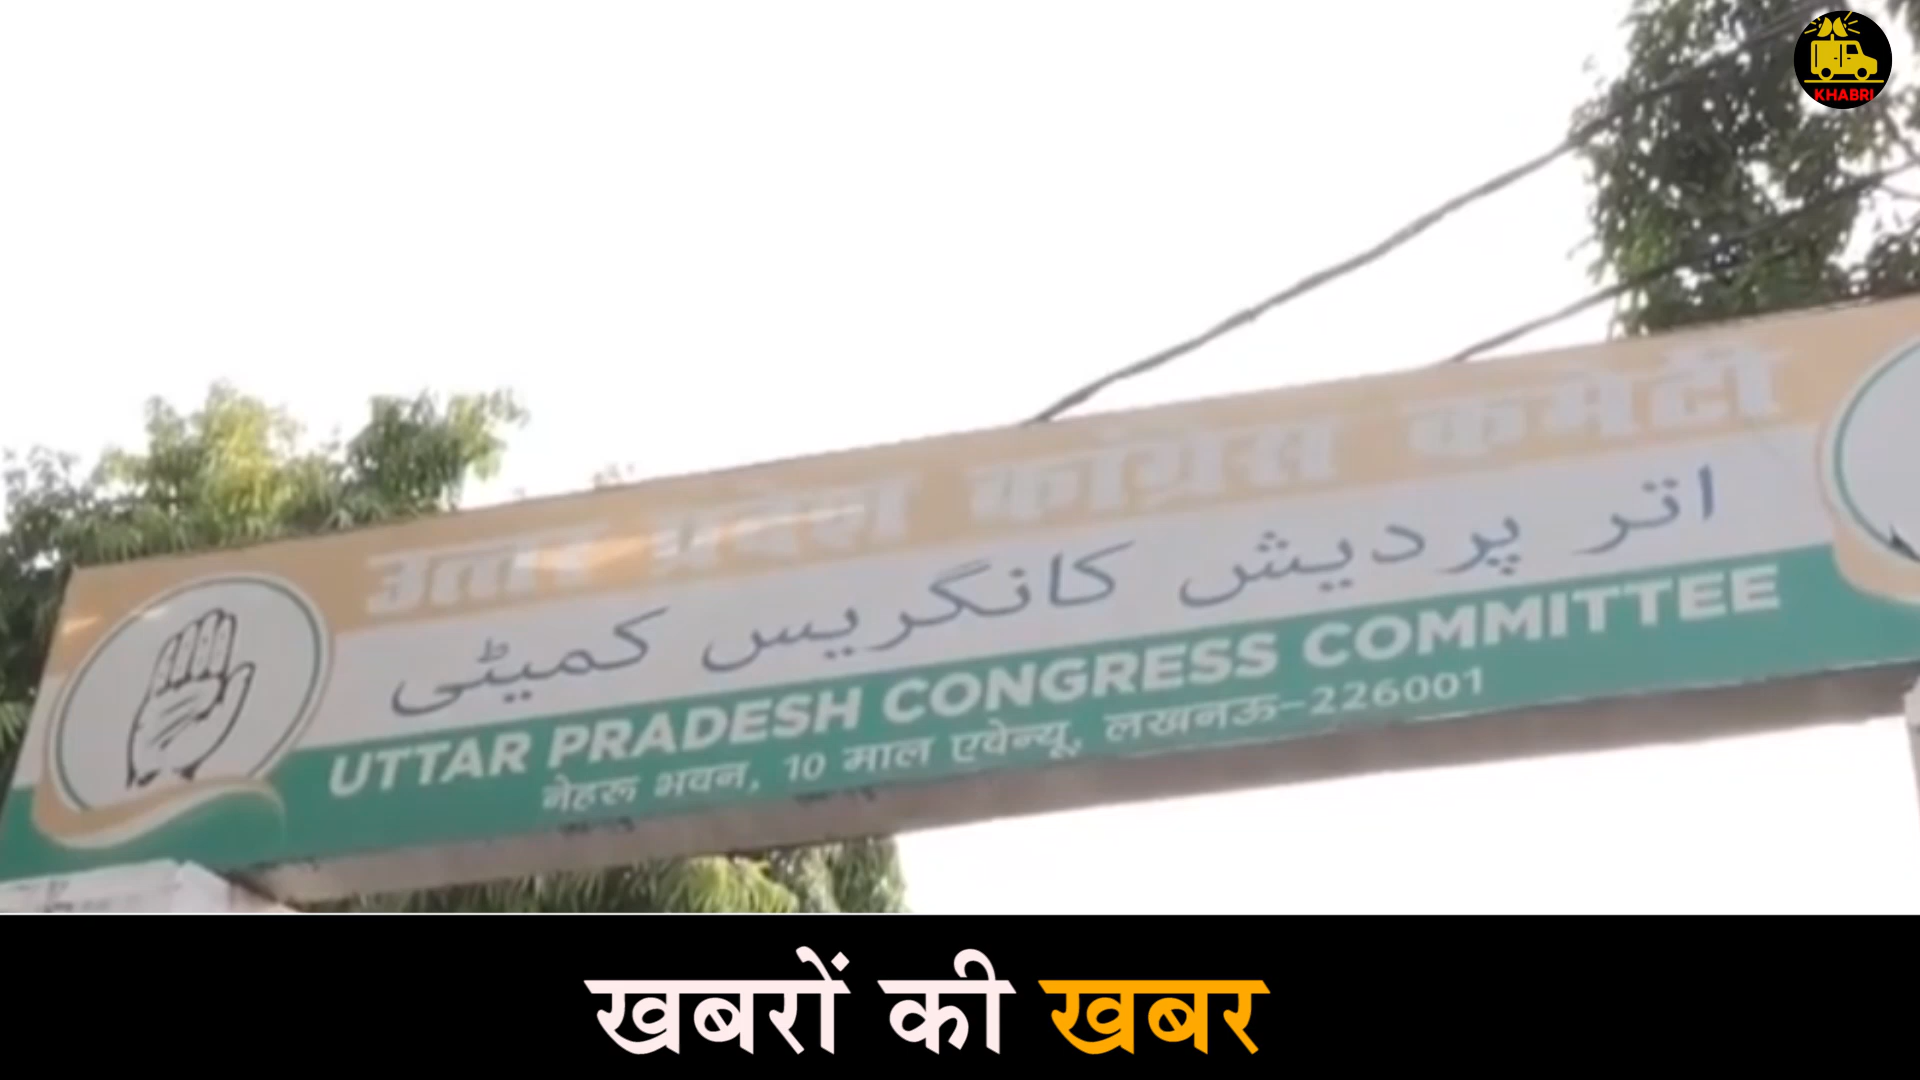 KHABRI
उत्तर प्रदेश कांग्रेस कमेटी
اتر پردیش کانگریس کمیٹی
UTTAR PRADESH CONGRESS COMMITTEE
नेहरू भवन, 10 माल एवेन्यू, लखनऊ-226001
खबरों की खबर